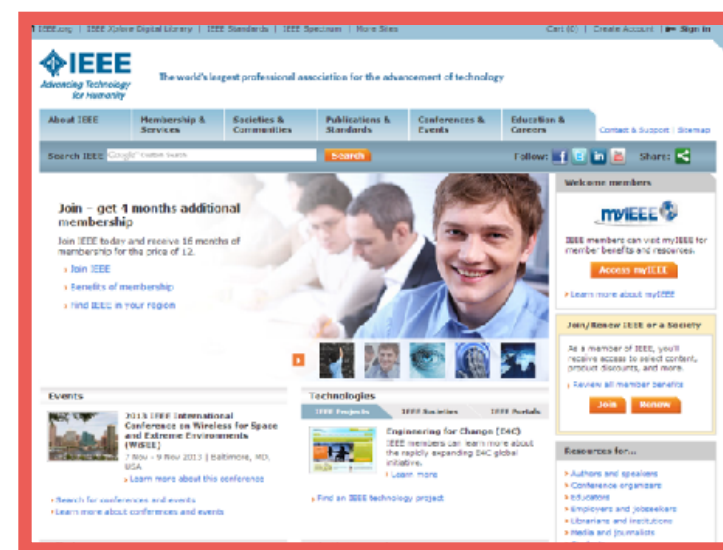 IEEE.org | IEEE Xplore Digital Library | IEEE Standards | IEEE Spectrum | More Sites
Cart (0) | Create Account | Sign In
IEEE
Advancing Technology
for Humanity
The world's largest professional association for the advancement of technology
About IEEE
Membership &
Services
Societies &
Communities
Publications &
Standards
Conferences &
Events
Education &
Careers
Contact & Support | Sitemap
Search IEEE
Google Custom Search
Search
Follow:
Share:
Join – get 4 months additional
membership
Join IEEE today and receive 16 months of
membership for the price of 12.
Join IEEE
Benefits of membership
Find IEEE in your region
Welcome members
myIEEE
IEEE members can visit myIEEE for
member benefits and resources.
Access myIEEE
Learn more about myIEEE
Join/Renew IEEE or a Society
As a member of IEEE, you'll
receive access to select content,
product discounts, and more.
Review all member benefits
Join
Renew
Events
2013 IEEE International
Conference on Wireless for Space
and Extreme Environments
(WiSEE)
7 Nov - 9 Nov 2013 | Baltimore, MD,
USA
Learn more about this conference
Search for conferences and events
Learn more about conferences and events
Technologies
IEEE Projects
IEEE Societies
IEEE Portals
Engineering for Change (E4C)
IEEE members can learn more about
the rapidly expanding E4C global
initiative.
Learn more
Find an IEEE technology project
Resources for...
Authors and speakers
Conference organizers
Educators
Employers and jobseekers
Librarians and institutions
Media and journalists